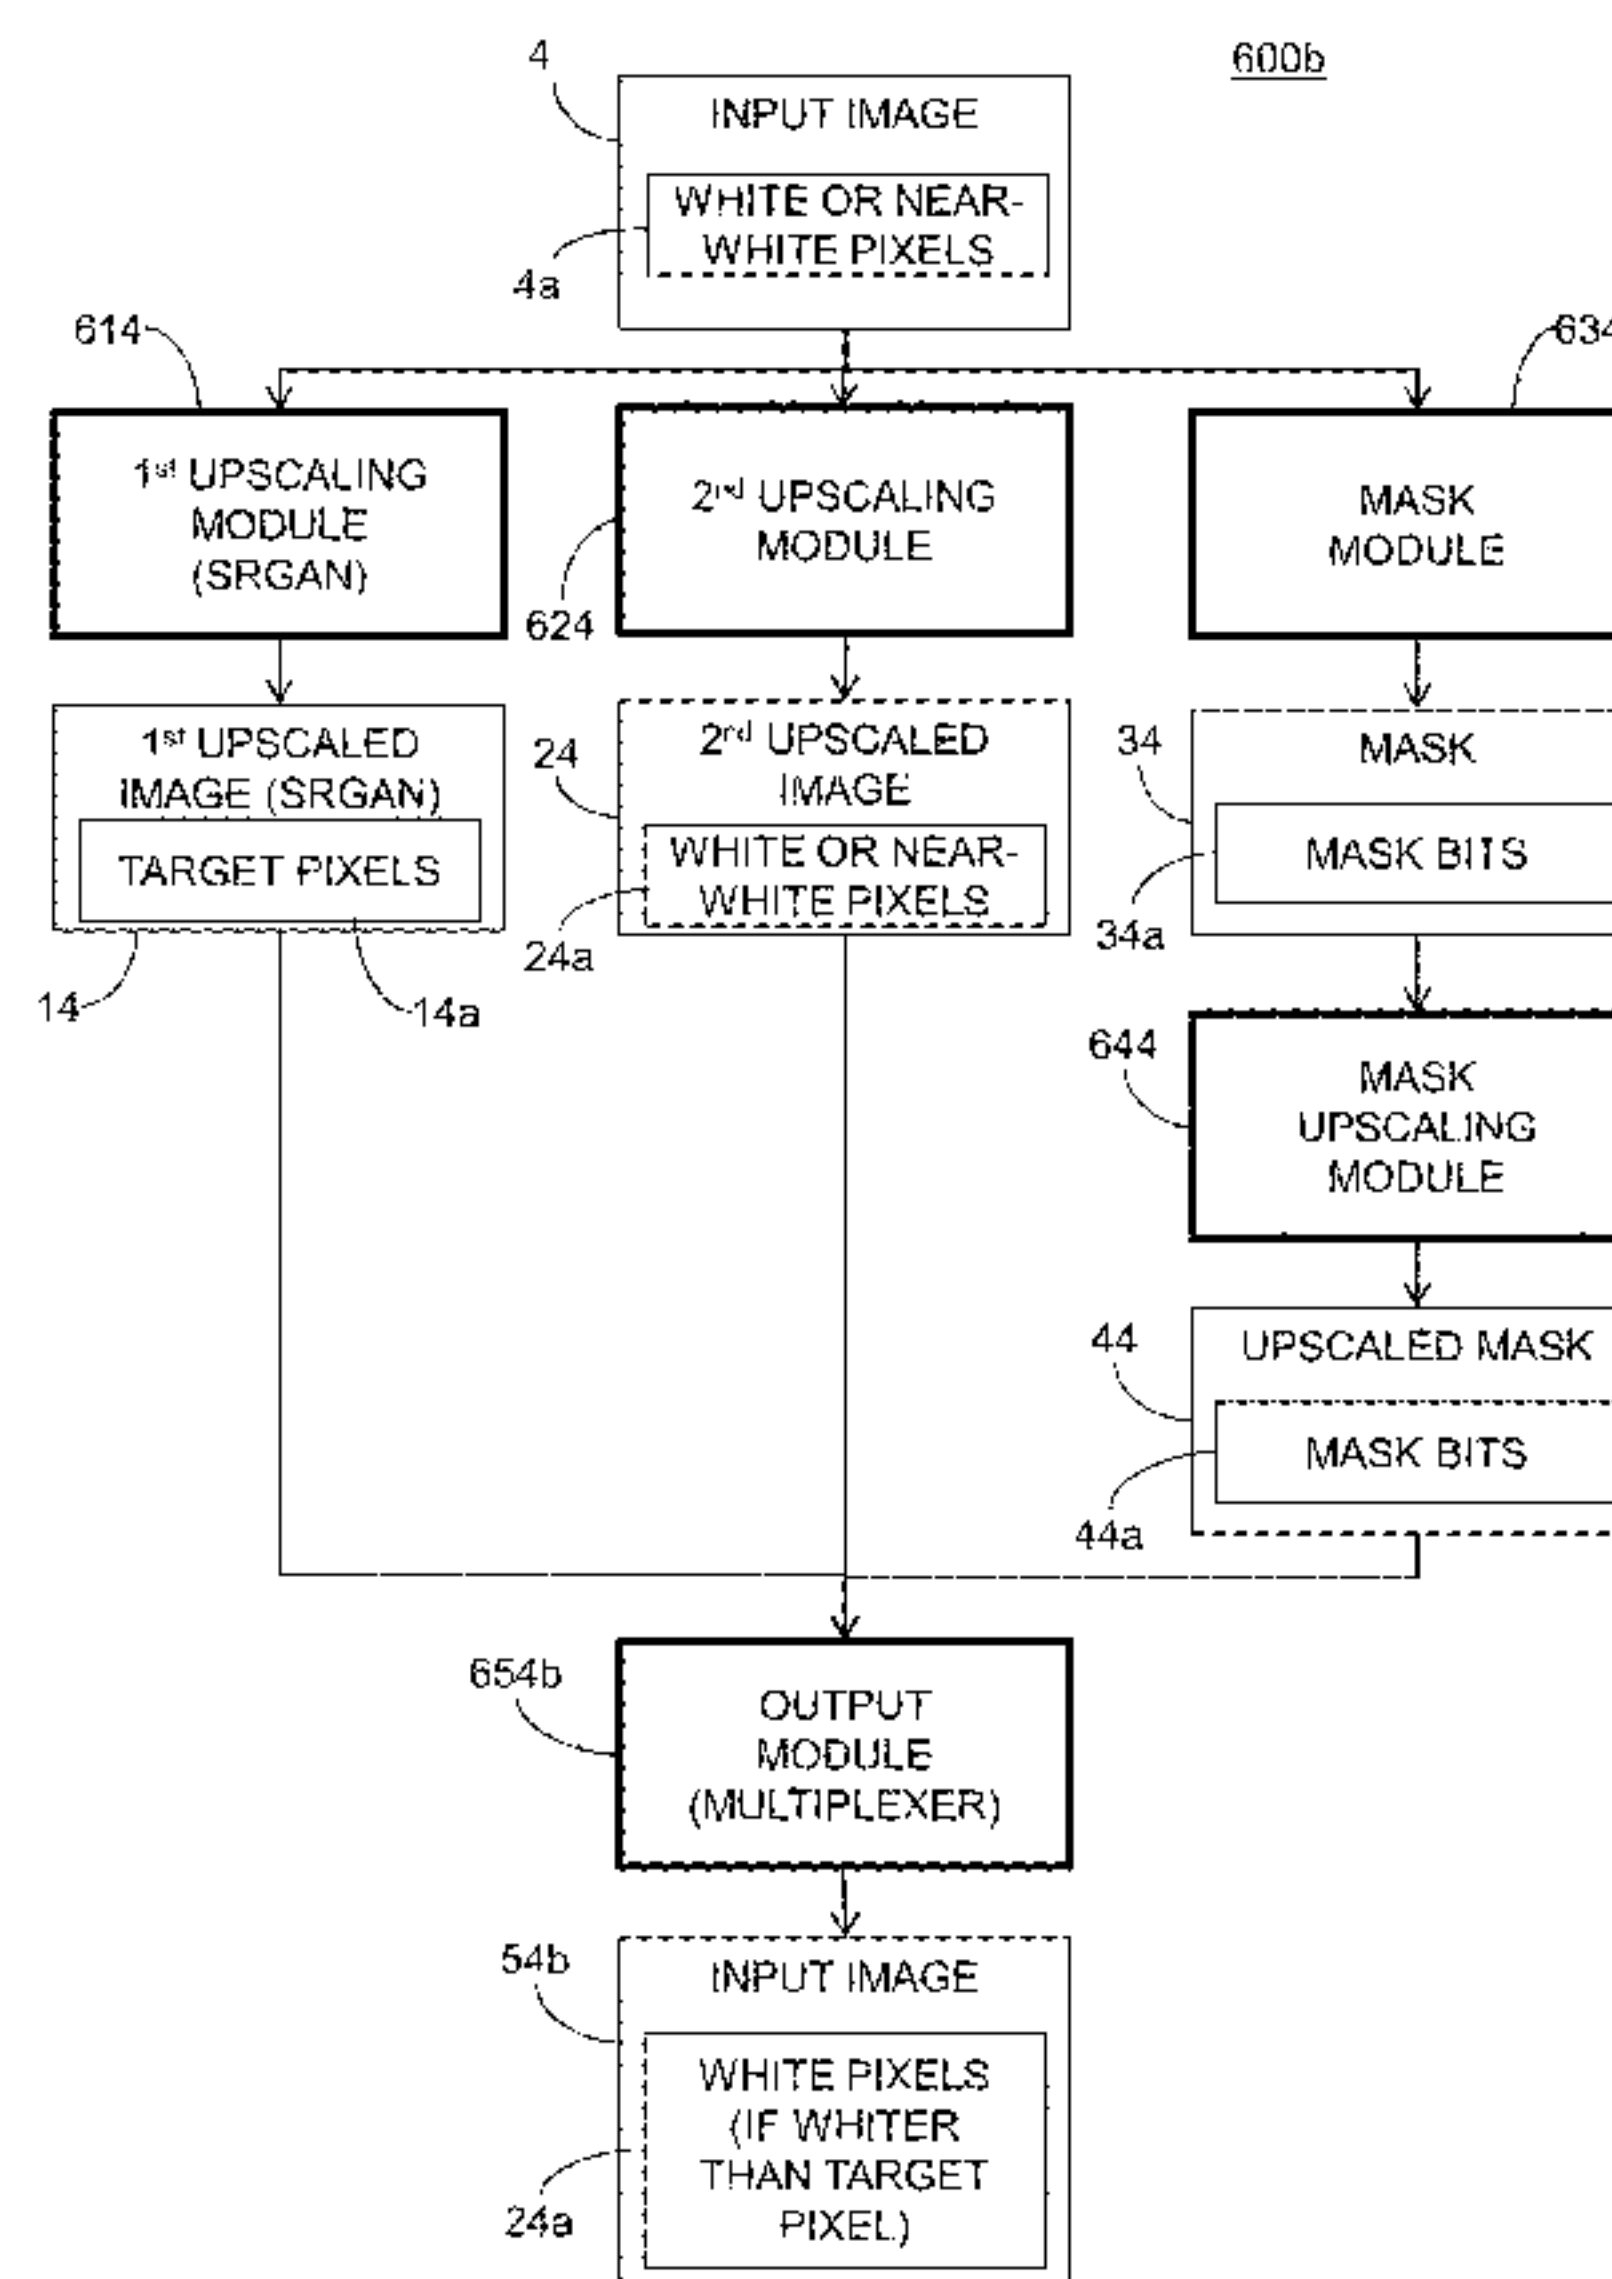 600b
4
INPUT IMAGE
WHITE OR NEAR-
WHITE PIXELS
4a
614
634
1st UPSCALING
MODULE
(SRGAN)
2nd UPSCALING
MODULE
624
MASK
MODULE
1st UPSCALED
IMAGE (SRGAN)
TARGET PIXELS
14
14a
24
2nd UPSCALED
IMAGE
WHITE OR NEAR-
WHITE PIXELS
24a
34
MASK
MASK BITS
34a
644
MASK
UPSCALING
MODULE
44
UPSCALED MASK
MASK BITS
44a
654b
OUTPUT
MODULE
(MULTIPLEXER)
54b
INPUT IMAGE
WHITE PIXELS
(IF WHITER
THAN TARGET
PIXEL)
24a